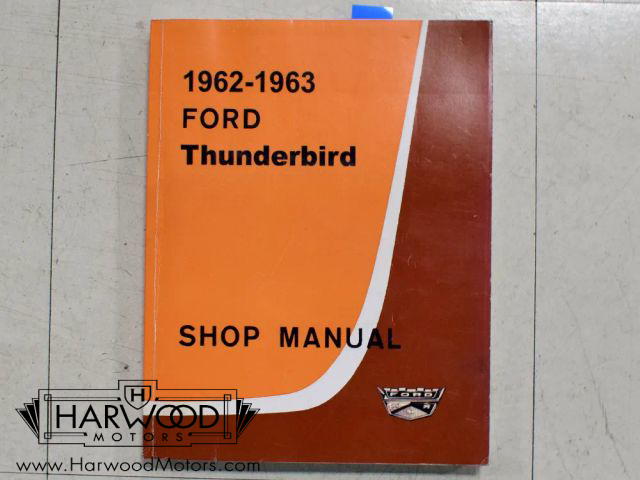 1962-1963
FORD
Thunderbird
SHOP MANUAL
FORD
H
HARWOOD
MOTORS
www.HarwoodMotors.com